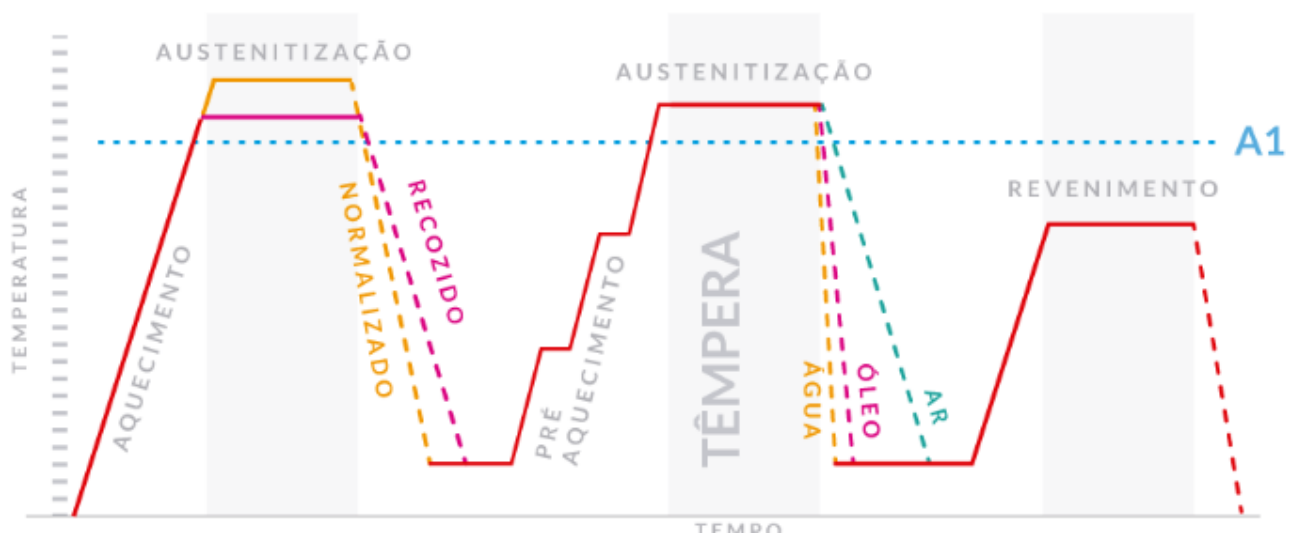 AUSTENITIZAÇÃO
AUSTENITIZAÇÃO
A1
REVENIMENTO
TEMPERATURA
AQUECIMENTO
NORMALIZADO
RECOZIDO
PRÉ
AQUECIMENTO
TÊMPERA
ÁGUA
ÓLEO
AR
TEMPO